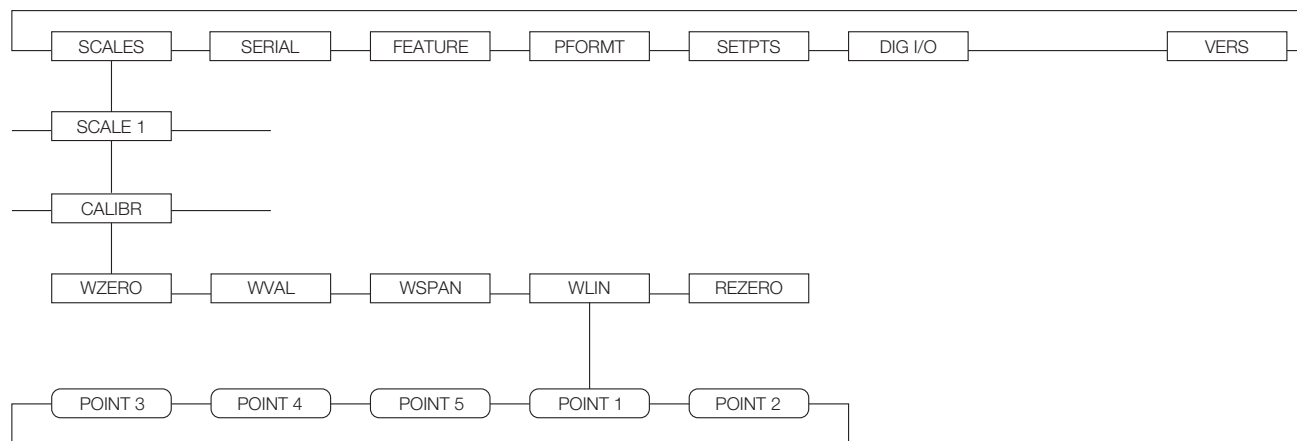 SCALES SERIAL FEATURE PFORMT SETPTS DIG I/O VERS
SCALE 1
CALIBR
WZERO WVAL WSPAN WLIN REZERO
POINT 3 POINT 4 POINT 5 POINT 1 POINT 2